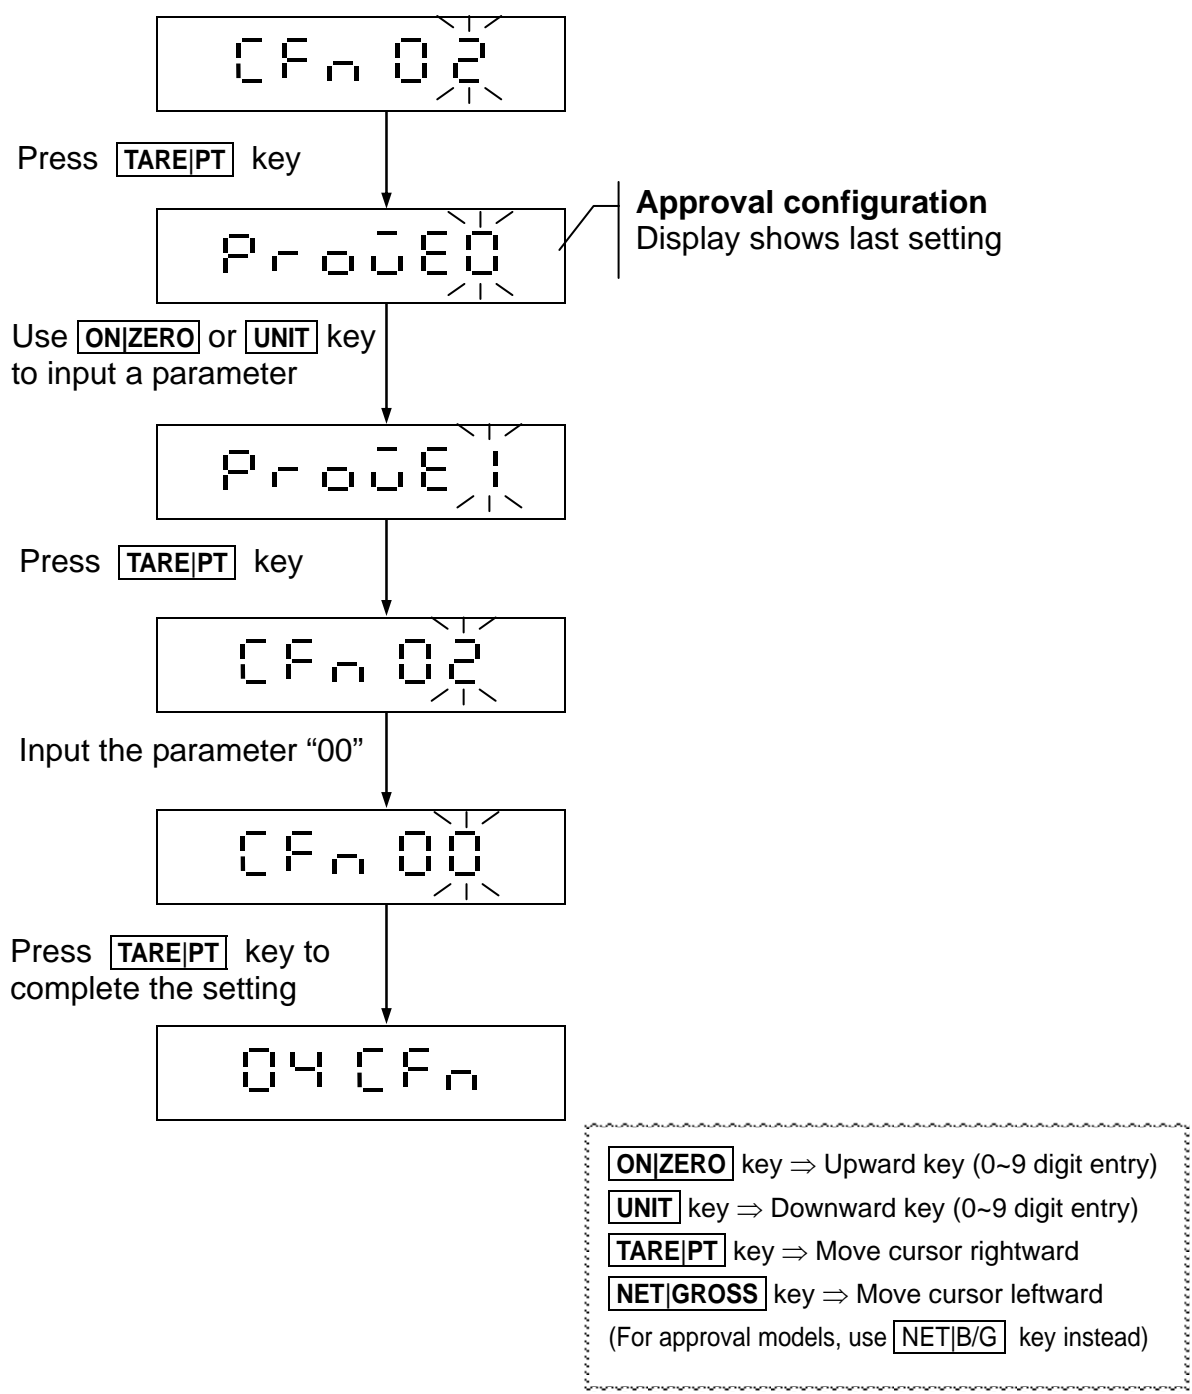 CFn 02
Press TARE|PT key
Approval configuration
Display shows last setting
ProvE0
Use ON|ZERO or UNIT key
to input a parameter
ProvE1
Press TARE|PT key
CFn 02
Input the parameter “00”
CFn 00
Press TARE|PT key to
complete the setting
04 CFn
ON|ZERO key ⇒ Upward key (0~9 digit entry)
UNIT key ⇒ Downward key (0~9 digit entry)
TARE|PT key ⇒ Move cursor rightward
NET|GROSS key ⇒ Move cursor leftward
(For approval models, use NET|B/G key instead)